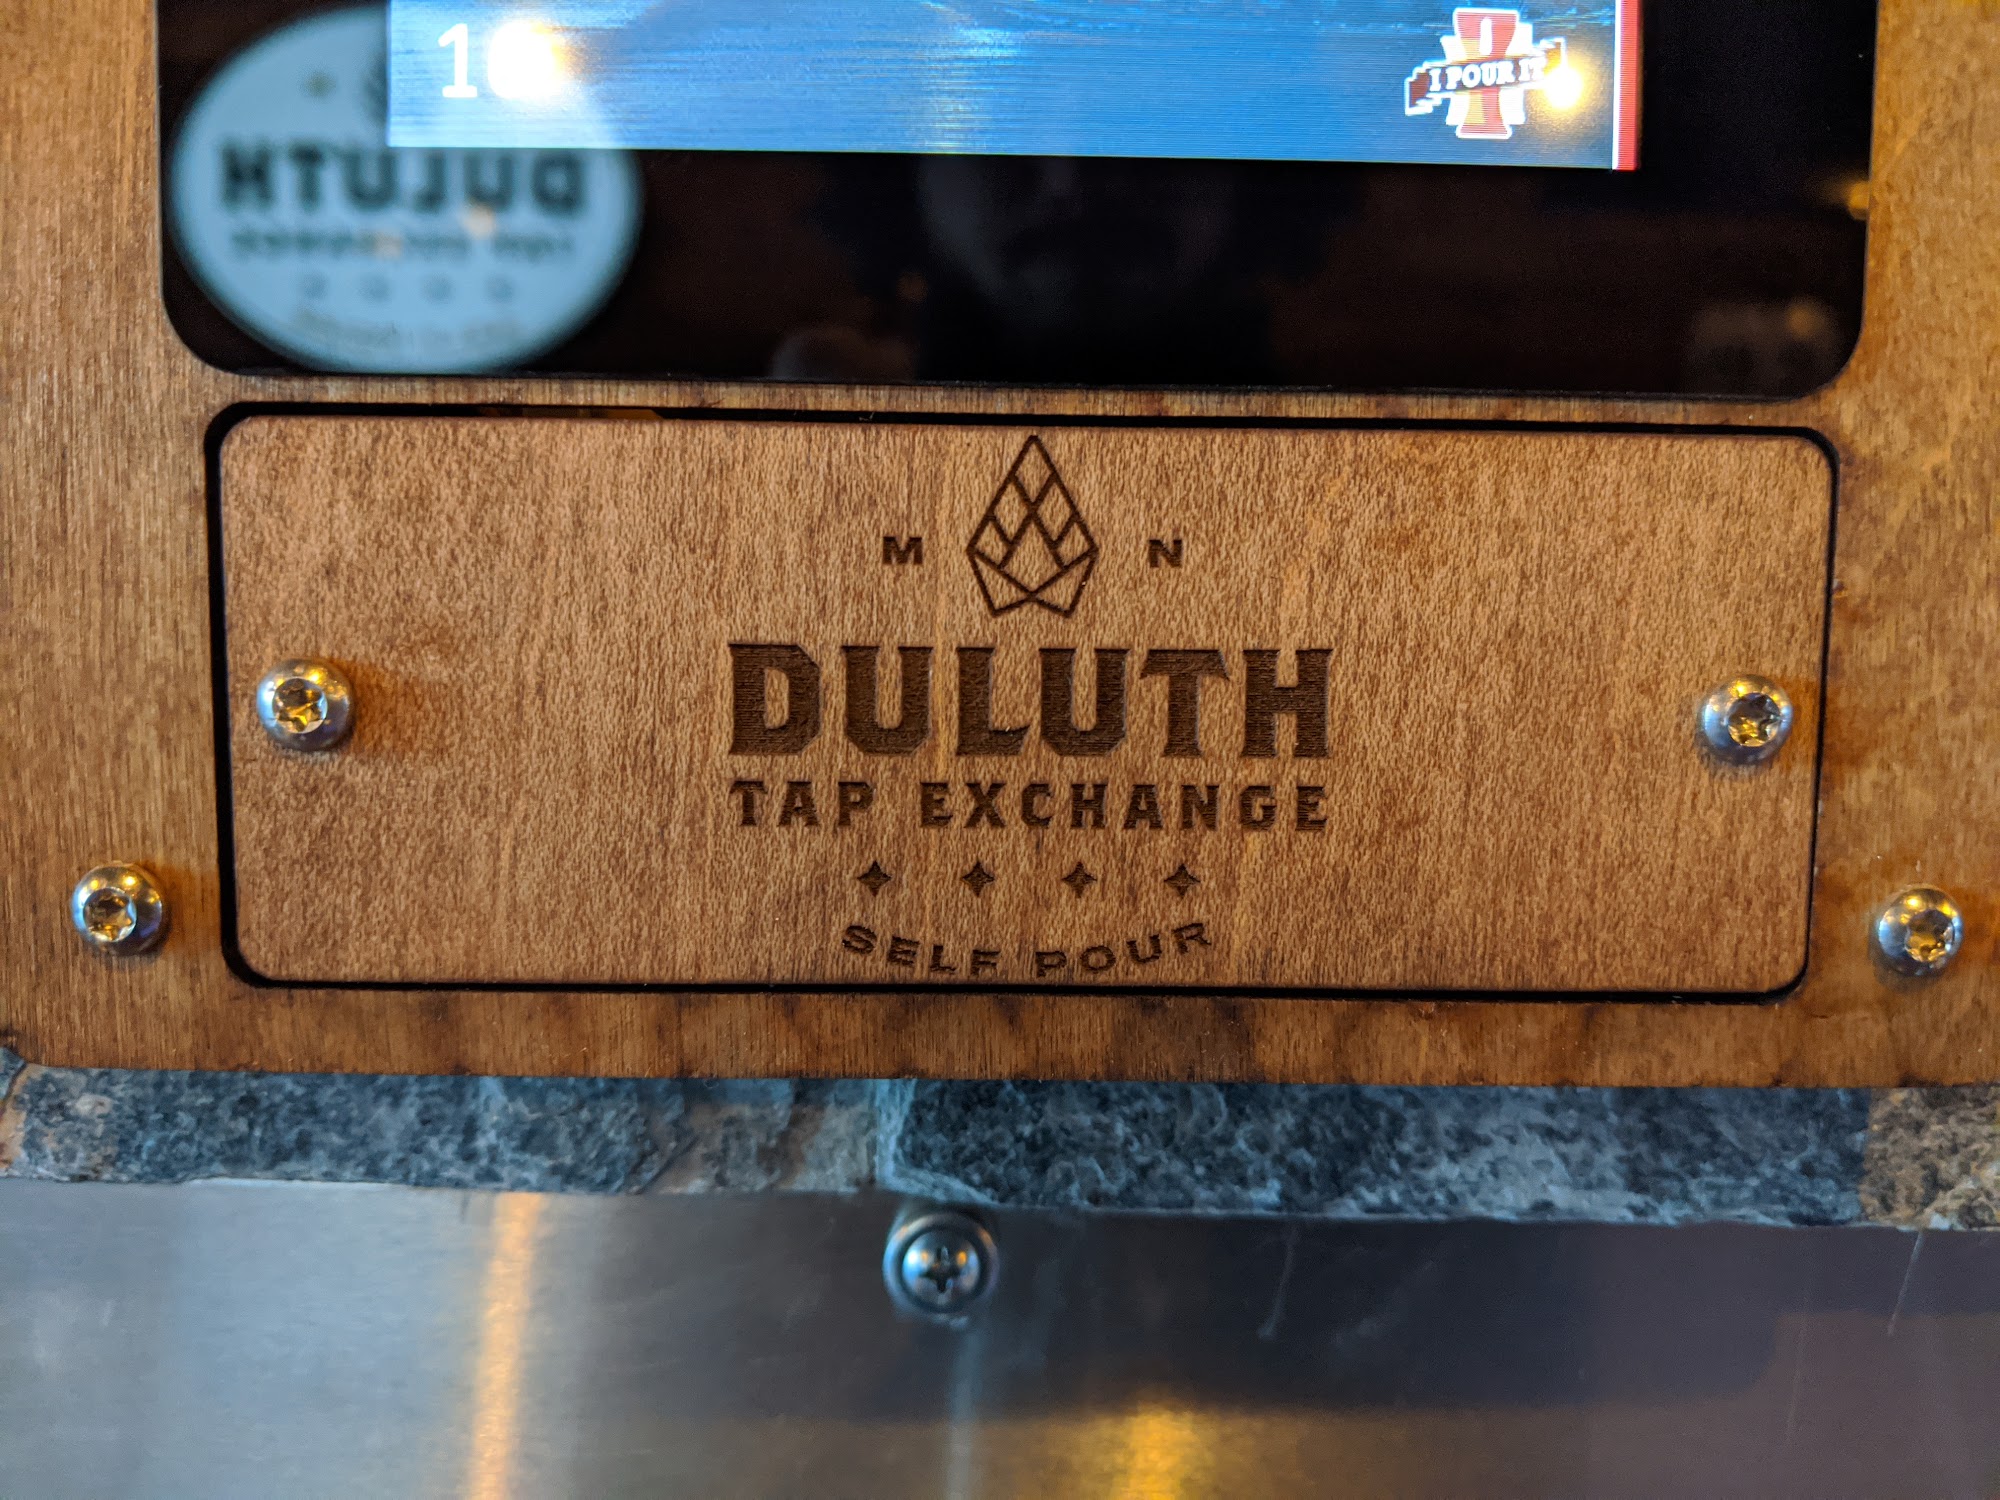 I POUR IT
M N
DULUTH
TAP EXCHANGE
SELF POUR
DULUTH